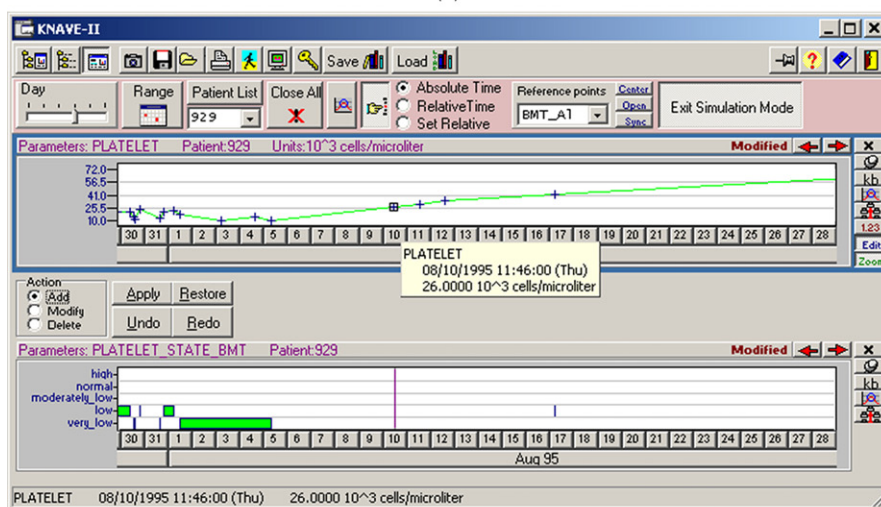 KNAVE-II
Save Load
Day Range Patient List Close All Absolute Time Reference points Center
RelativeTime Open Exit Simulation Mode
929 Set Relative BMT_A1 Sync
Parameters: PLATELET Patient:929 Units:10^3 cells/microliter Modified
72.0
56.5 kb
41.0
25.5
10.0 1.23
30 31 1 2 3 4 5 6 7 8 9 10 11 12 13 14 15 16 17 18 19 20 21 22 23 24 25 26 27 28 Edit
Zoom
PLATELET
08/10/1995 11:46:00 (Thu)
26.0000 10^3 cells/microliter
Action
Add Apply Restore
Modify
Delete Undo Redo
Parameters: PLATELET_STATE_BMT Patient:929 Modified
high
normal kb
moderately_low
low
very_low
30 31 1 2 3 4 5 6 7 8 9 10 11 12 13 14 15 16 17 18 19 20 21 22 23 24 25 26 27 28
Aug 95
PLATELET 08/10/1995 11:46:00 (Thu) 26.0000 10^3 cells/microliter